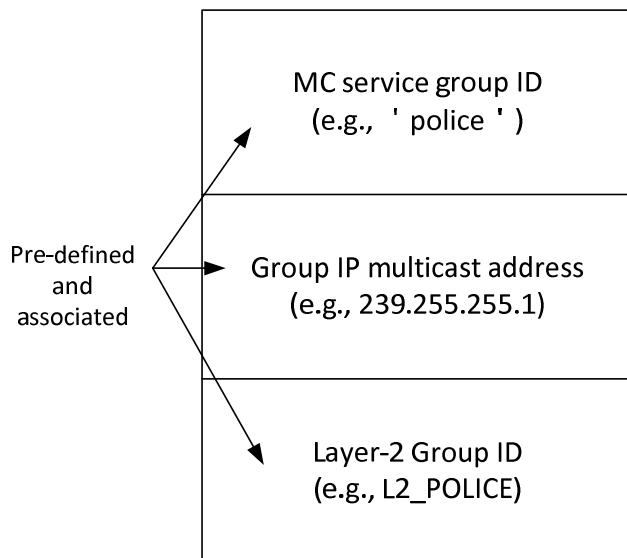 MC service group ID
(e.g., ＇police＇)
Pre-defined
and
associated
Group IP multicast address
(e.g., 239.255.255.1)
Layer-2 Group ID
(e.g., L2_POLICE)